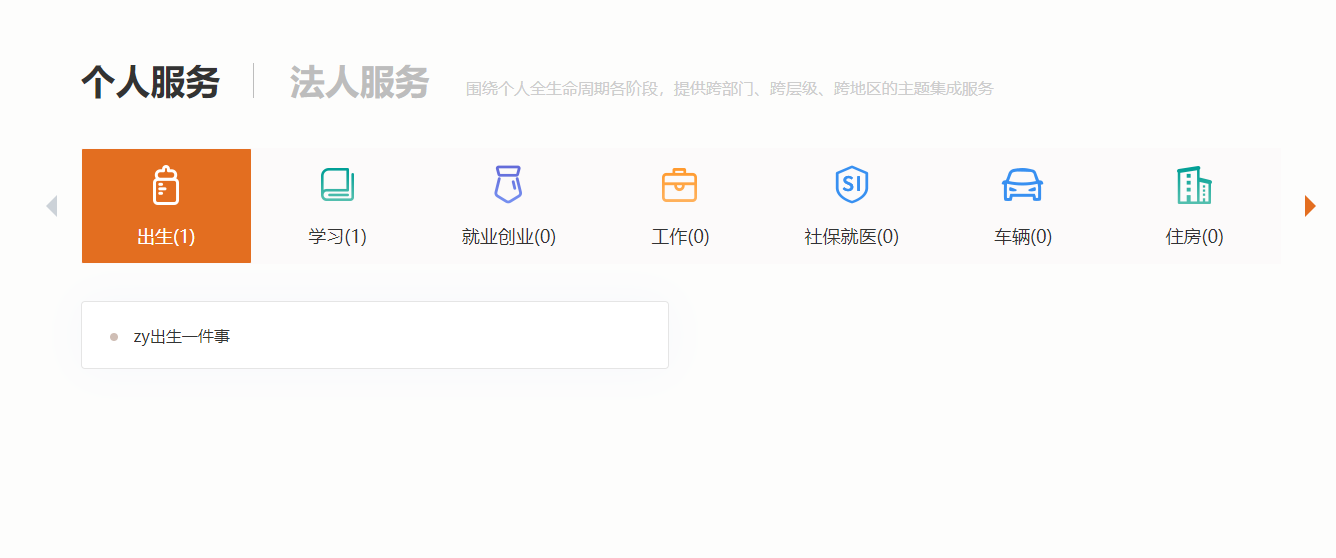 个人服务 法人服务 围绕个人全生命周期各阶段，提供跨部门、跨层级、跨地区的主题集成服务
SI
出生(1) 学习(1) 就业创业(0) 工作(0) 社保就医(0) 车辆(0) 住房(0)
zy出生一件事